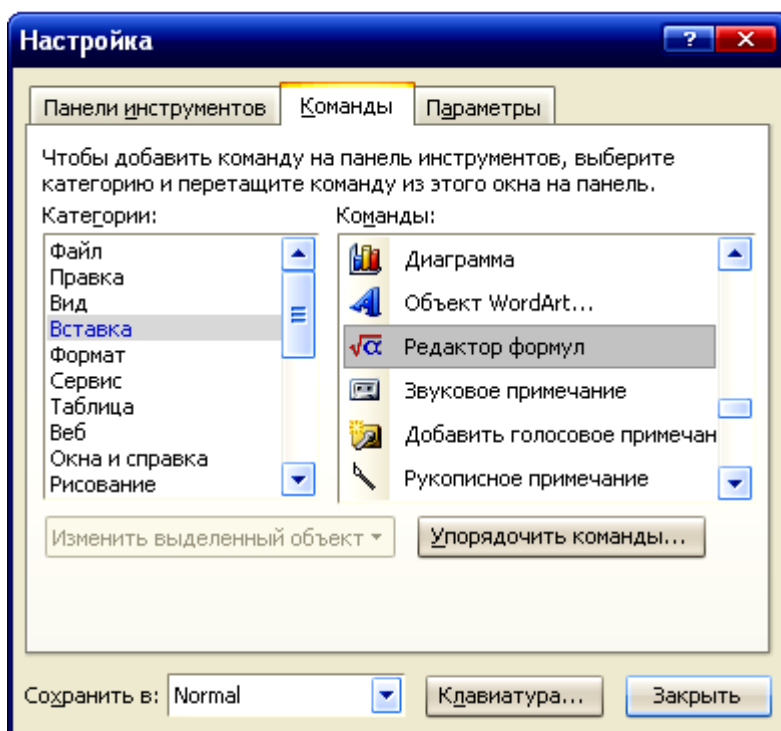 Настройка
Панели инструментов Команды Параметры
Чтобы добавить команду на панель инструментов, выберите
категорию и перетащите команду из этого окна на панель.
Категории: Команды:
Файл
Правка
Вид
Вставка
Формат
Сервис
Таблица
Веб
Окна и справка
Рисование
Диаграмма
Объект WordArt...
√α Редактор формул
Звуковое примечание
Добавить голосовое примечан
Рукописное примечание
Изменить выделенный объект
Упорядочить команды...
Сохранить в: Normal Клавиатура... Закрыть